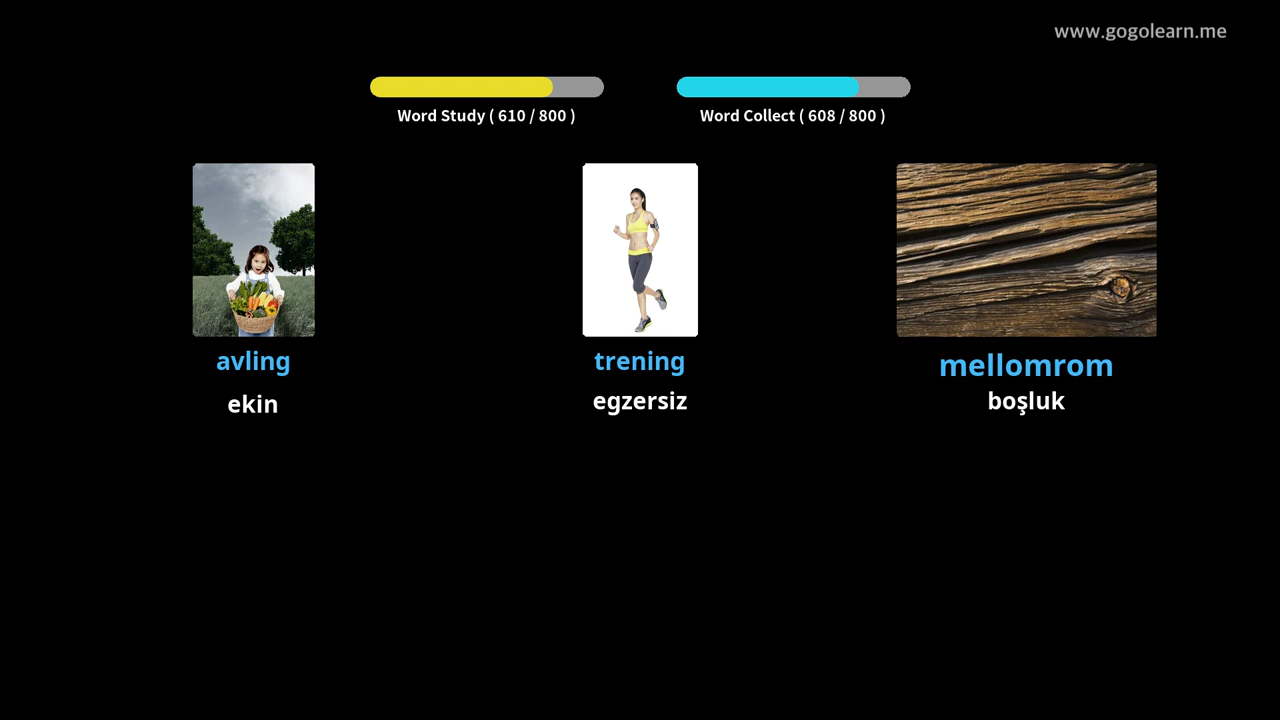 www.gogolearn.me
Word Study ( 610 / 800 )
Word Collect ( 608 / 800 )
avling
trening
mellomrom
ekin
egzersiz
boşluk